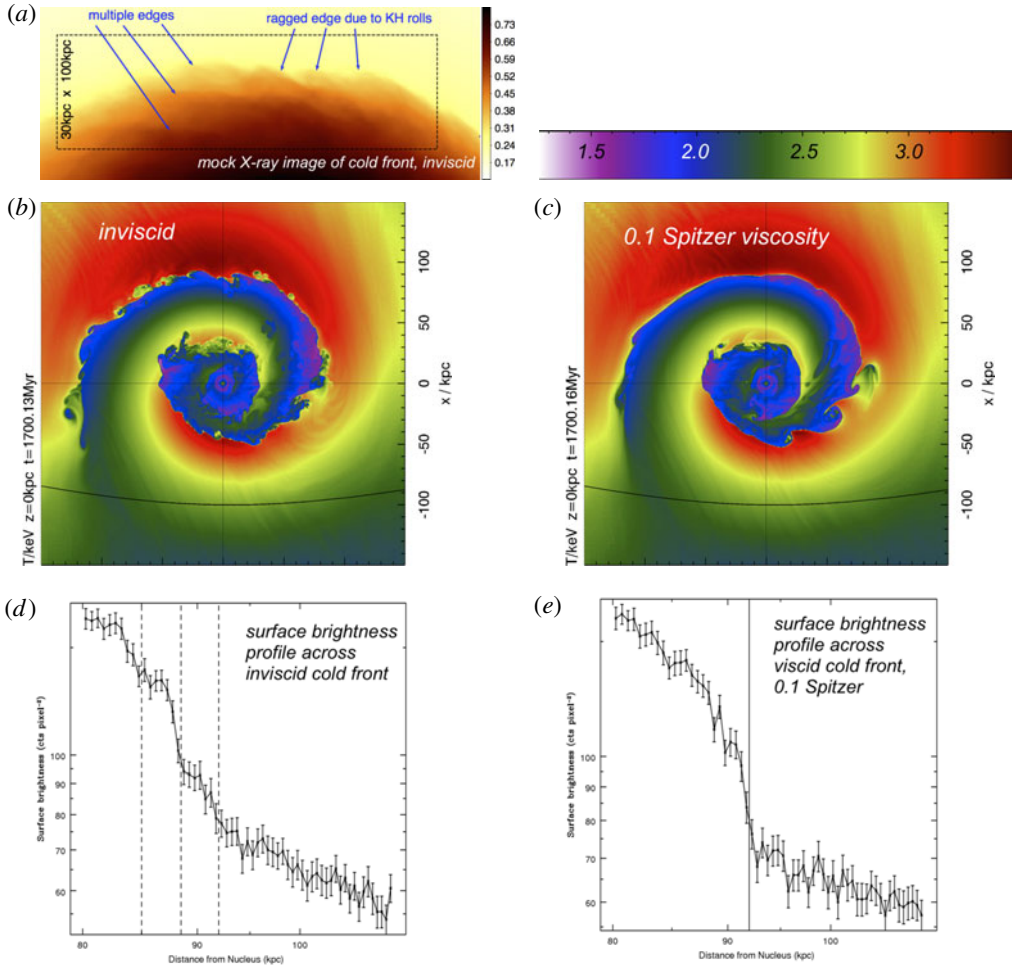 (a)
multiple edges
ragged edge due to KH rolls
30kpc x 100kpc
mock X-ray image of cold front, inviscid
0.73
0.66
0.59
0.52
0.45
0.38
0.31
0.24
0.17
1.5 2.0 2.5 3.0
(b)
inviscid
T/keV z=0kpc t=1700.13Myr
100
50
0
-50
-100
x / kpc
(c)
0.1 Spitzer viscosity
T/keV z=0kpc t=1700.16Myr
100
50
0
-50
-100
x / kpc
(d)
surface brightness
profile across
inviscid cold front
Surface brightness (cts pixel⁻²)
100
90
80
70
60
80 90 100
Distance from Nucleus (kpc)
(e)
surface brightness
profile across
viscid cold front,
0.1 Spitzer
Surface brightness (cts pixel⁻²)
100
90
80
70
60
80 90 100
Distance from Nucleus (kpc)